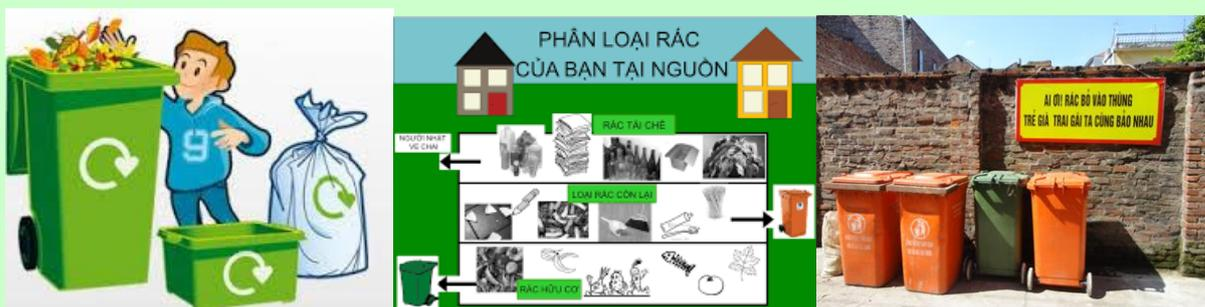 9
PHÂN LOẠI RÁC
CỦA BẠN TẠI NGUỒN
RÁC TÁI CHẾ
NGƯỜI NHẶT
VE CHAI
LOẠI RÁC CÒN LẠI
RÁC HỮU CƠ
AI ƠI! RÁC BỎ VÀO THÙNG
TRẺ GIÀ TRAI GÁI TA CÙNG BẢO NHAU